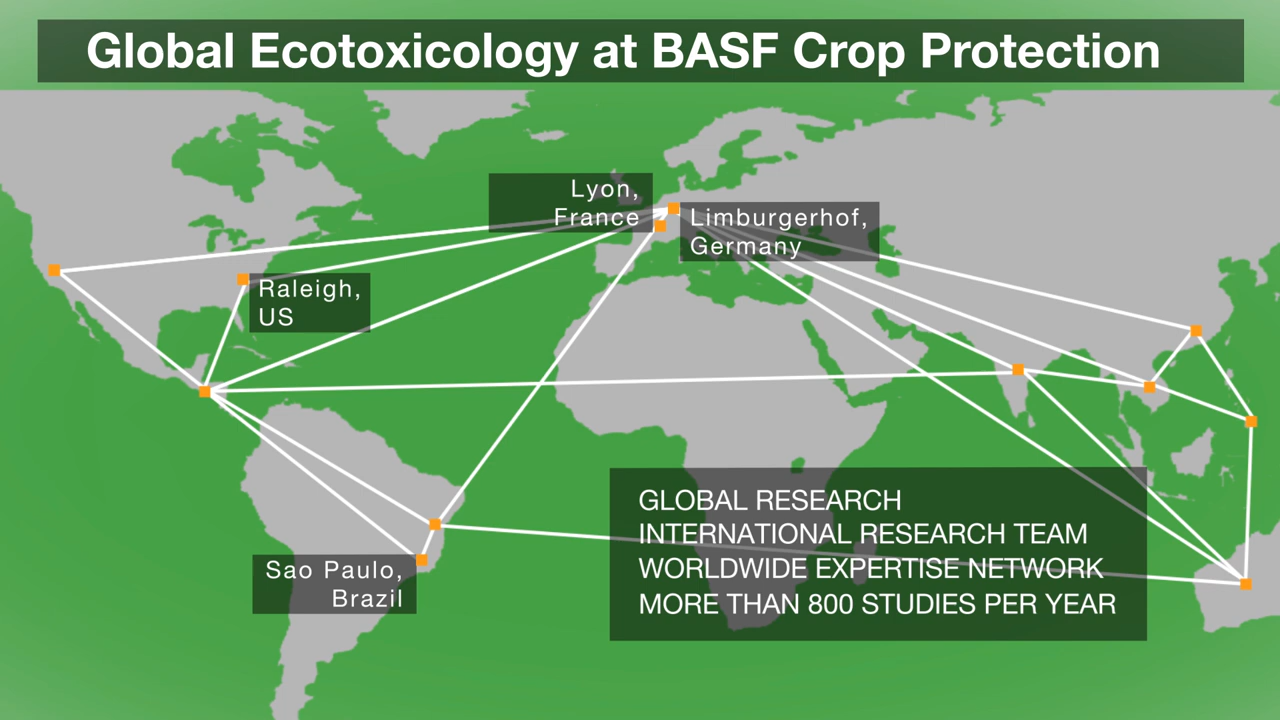 Global Ecotoxicology at BASF Crop Protection
Lyon,
France
Limburgerhof,
Germany
Raleigh,
US
Sao Paulo,
Brazil
GLOBAL RESEARCH
INTERNATIONAL RESEARCH TEAM
WORLDWIDE EXPERTISE NETWORK
MORE THAN 800 STUDIES PER YEAR